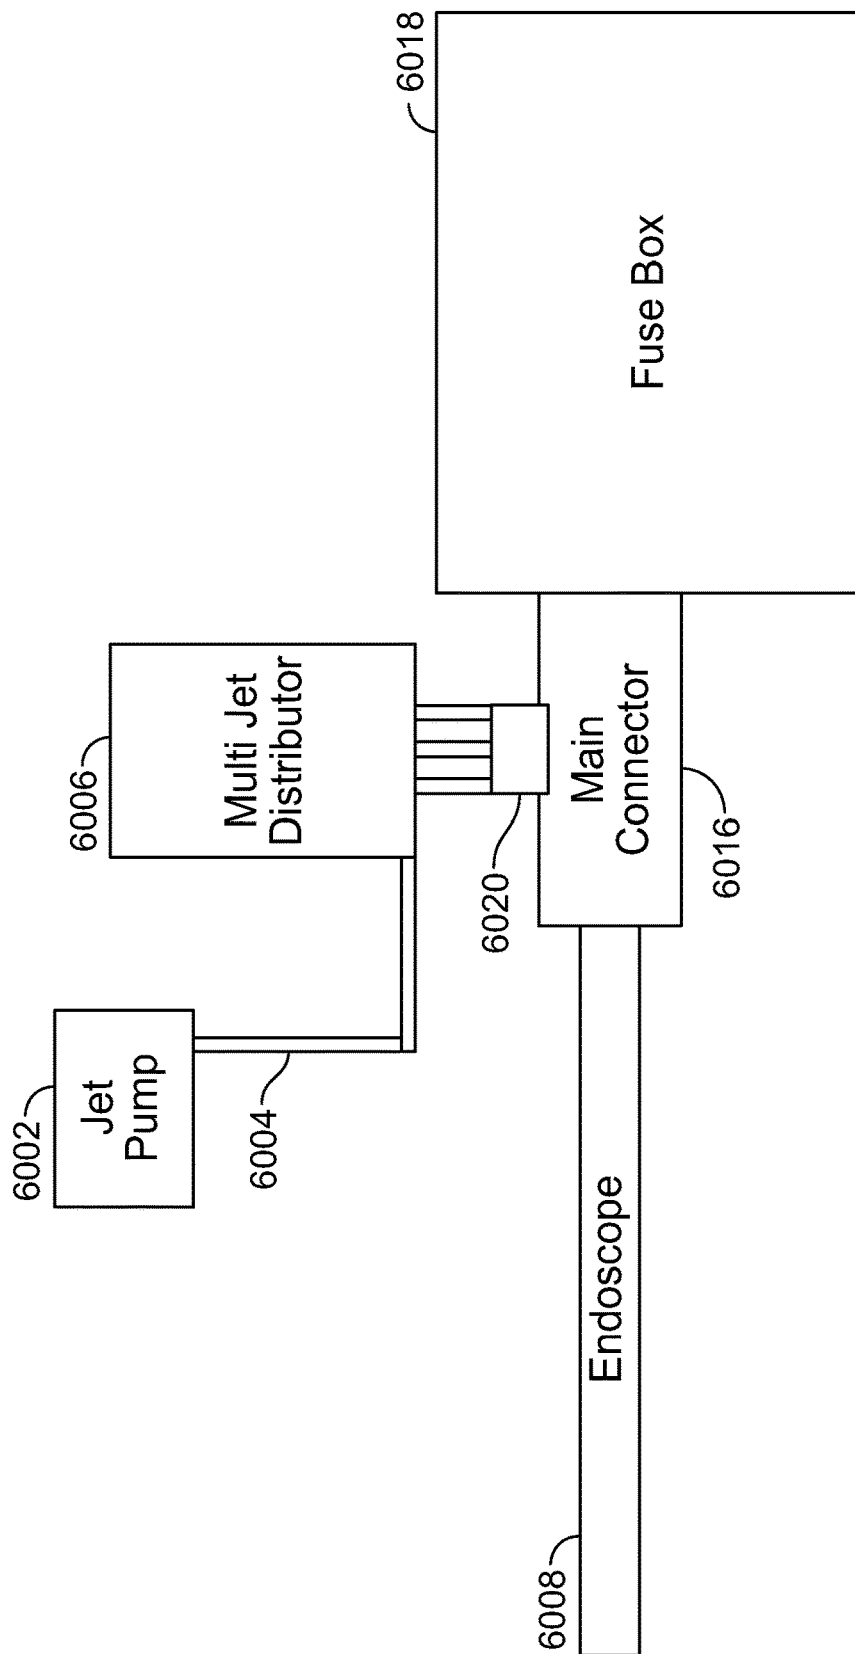 6002
Jet
Pump
6004
6006
Multi Jet
Distributor
6020
6008
Endoscope
Main
Connector
6016
6018
Fuse Box